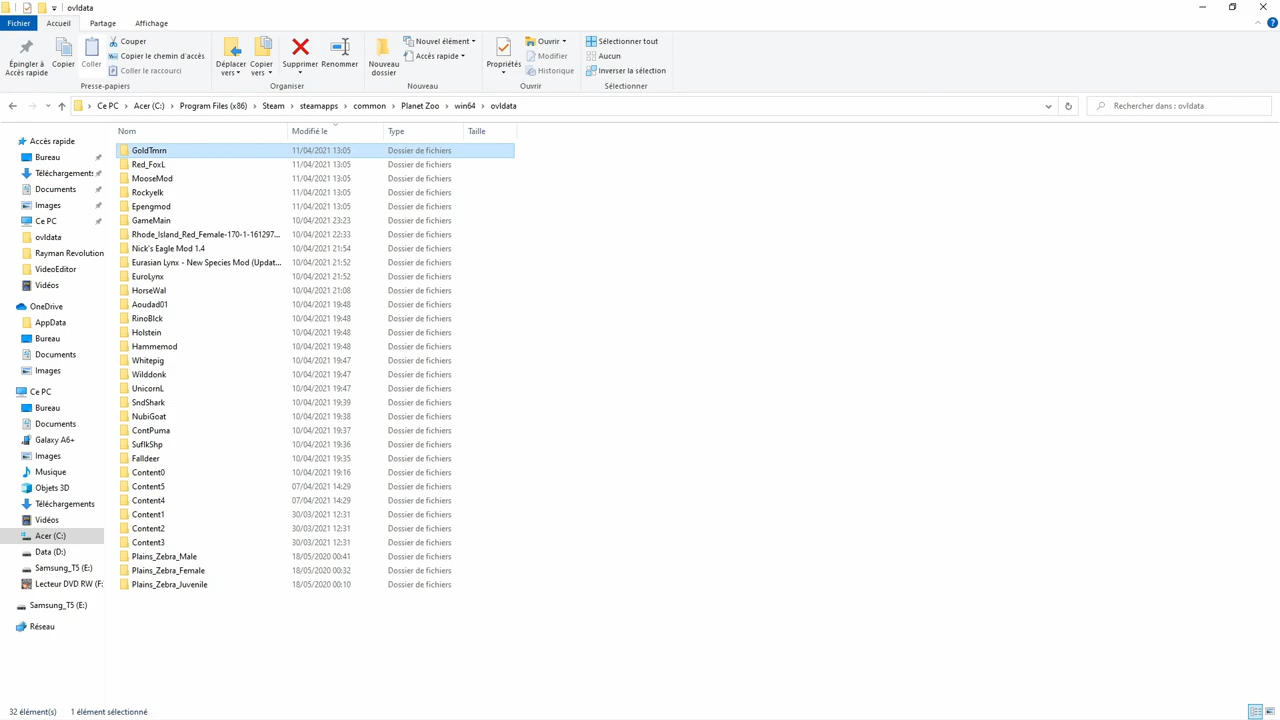 ovldata
Fichier Accueil Partage Affichage
Épingler à Accès rapide
Copier
Coller
Couper
Copier le chemin d'accès
Coller le raccourci
Presse-papiers
Déplacer vers
Copier vers
Supprimer
Renommer
Organiser
Nouveau dossier
Nouvel élément
Accès rapide
Nouveau
Propriétés
Ouvrir
Modifier
Historique
Ouvrir
Sélectionner tout
Aucun
Inverser la sélection
Sélectionner
Ce PC > Acer (C:) > Program Files (x86) > Steam > steamapps > common > Planet Zoo > win64 > ovldata
Rechercher dans : ovldata
Accès rapide
Bureau
Téléchargements
Documents
Images
Ce PC
ovldata
Rayman Revolution
VideoEditor
Vidéos
OneDrive
AppData
Bureau
Documents
Images
Ce PC
Bureau
Documents
Galaxy A6+
Images
Musique
Objets 3D
Téléchargements
Vidéos
Acer (C:)
Data (D:)
Samsung_T5 (E:)
Lecteur DVD RW (F:
Samsung_T5 (E:)
Réseau
Nom Modifié le Type Taille
GoldTmrn 11/04/2021 13:05 Dossier de fichiers
Red_FoxL 11/04/2021 13:05 Dossier de fichiers
MooseMod 11/04/2021 13:05 Dossier de fichiers
Rockyelk 11/04/2021 13:05 Dossier de fichiers
Epengmod 11/04/2021 13:05 Dossier de fichiers
GameMain 10/04/2021 23:23 Dossier de fichiers
Rhode_Island_Red_Female-170-1-161297... 10/04/2021 22:33 Dossier de fichiers
Nick's Eagle Mod 1.4 10/04/2021 21:54 Dossier de fichiers
Eurasian Lynx - New Species Mod (Updat... 10/04/2021 21:52 Dossier de fichiers
EuroLynx 10/04/2021 21:52 Dossier de fichiers
HorseWal 10/04/2021 21:08 Dossier de fichiers
Aoudad01 10/04/2021 19:48 Dossier de fichiers
RinoBlck 10/04/2021 19:48 Dossier de fichiers
Holstein 10/04/2021 19:48 Dossier de fichiers
Hammemod 10/04/2021 19:48 Dossier de fichiers
Whitepig 10/04/2021 19:47 Dossier de fichiers
Wilddonk 10/04/2021 19:47 Dossier de fichiers
UnicornL 10/04/2021 19:47 Dossier de fichiers
SndShark 10/04/2021 19:39 Dossier de fichiers
NubiGoat 10/04/2021 19:38 Dossier de fichiers
ContPuma 10/04/2021 19:37 Dossier de fichiers
SuflkShp 10/04/2021 19:36 Dossier de fichiers
Falldeer 10/04/2021 19:35 Dossier de fichiers
Content0 10/04/2021 19:16 Dossier de fichiers
Content5 07/04/2021 14:29 Dossier de fichiers
Content4 07/04/2021 14:29 Dossier de fichiers
Content1 30/03/2021 12:31 Dossier de fichiers
Content2 30/03/2021 12:31 Dossier de fichiers
Content3 30/03/2021 12:31 Dossier de fichiers
Plains_Zebra_Male 18/05/2020 00:41 Dossier de fichiers
Plains_Zebra_Female 18/05/2020 00:32 Dossier de fichiers
Plains_Zebra_Juvenile 18/05/2020 00:10 Dossier de fichiers
32 élément(s) 1 élément sélectionné